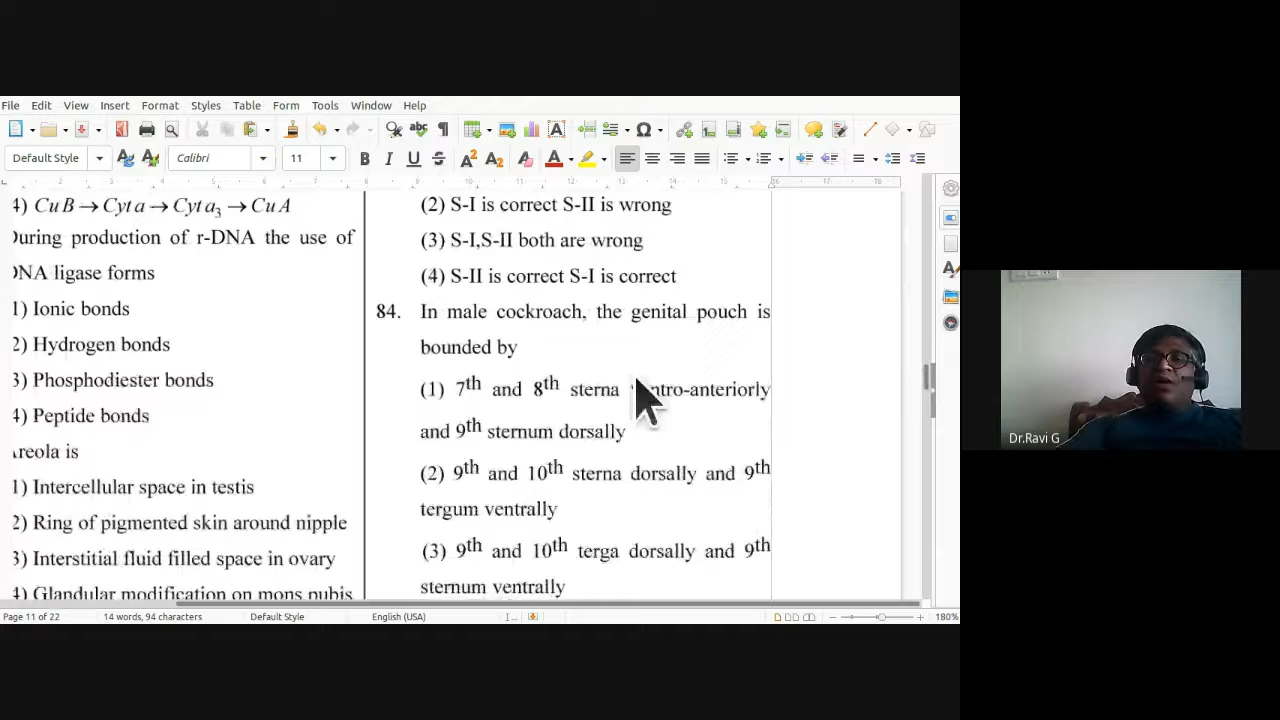 File Edit View Insert Format Styles Table Form Tools Window Help
Default Style Calibri 11
4) Cu B → Cyt a → Cyt a3 → Cu A
During production of r-DNA the use of
DNA ligase forms
1) Ionic bonds
2) Hydrogen bonds
3) Phosphodiester bonds
4) Peptide bonds
Areola is
1) Intercellular space in testis
2) Ring of pigmented skin around nipple
3) Interstitial fluid filled space in ovary
4) Glandular modification on mons pubis
(2) S-I is correct S-II is wrong
(3) S-I,S-II both are wrong
(4) S-II is correct S-I is correct
84. In male cockroach, the genital pouch is
bounded by
(1) 7th and 8th sterna ntro-anteriorly
and 9th sternum dorsally
(2) 9th and 10th sterna dorsally and 9th
tergum ventrally
(3) 9th and 10th terga dorsally and 9th
sternum ventrally
Page 11 of 22 14 words, 94 characters Default Style English (USA) 180%
Dr.Ravi G